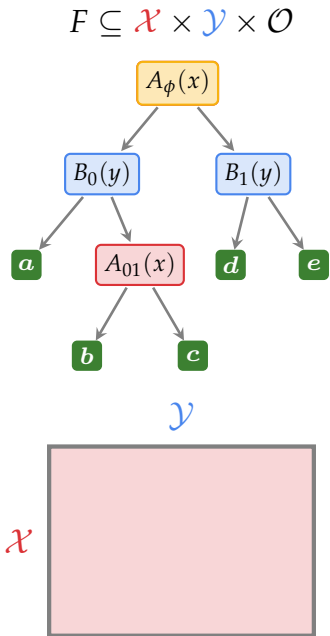 F ⊆ 𝒳 × 𝒴 × 𝒪
A_ϕ(x)
B_0(y) B_1(y)
a A_01(x) d e
b c
𝒴
𝒳